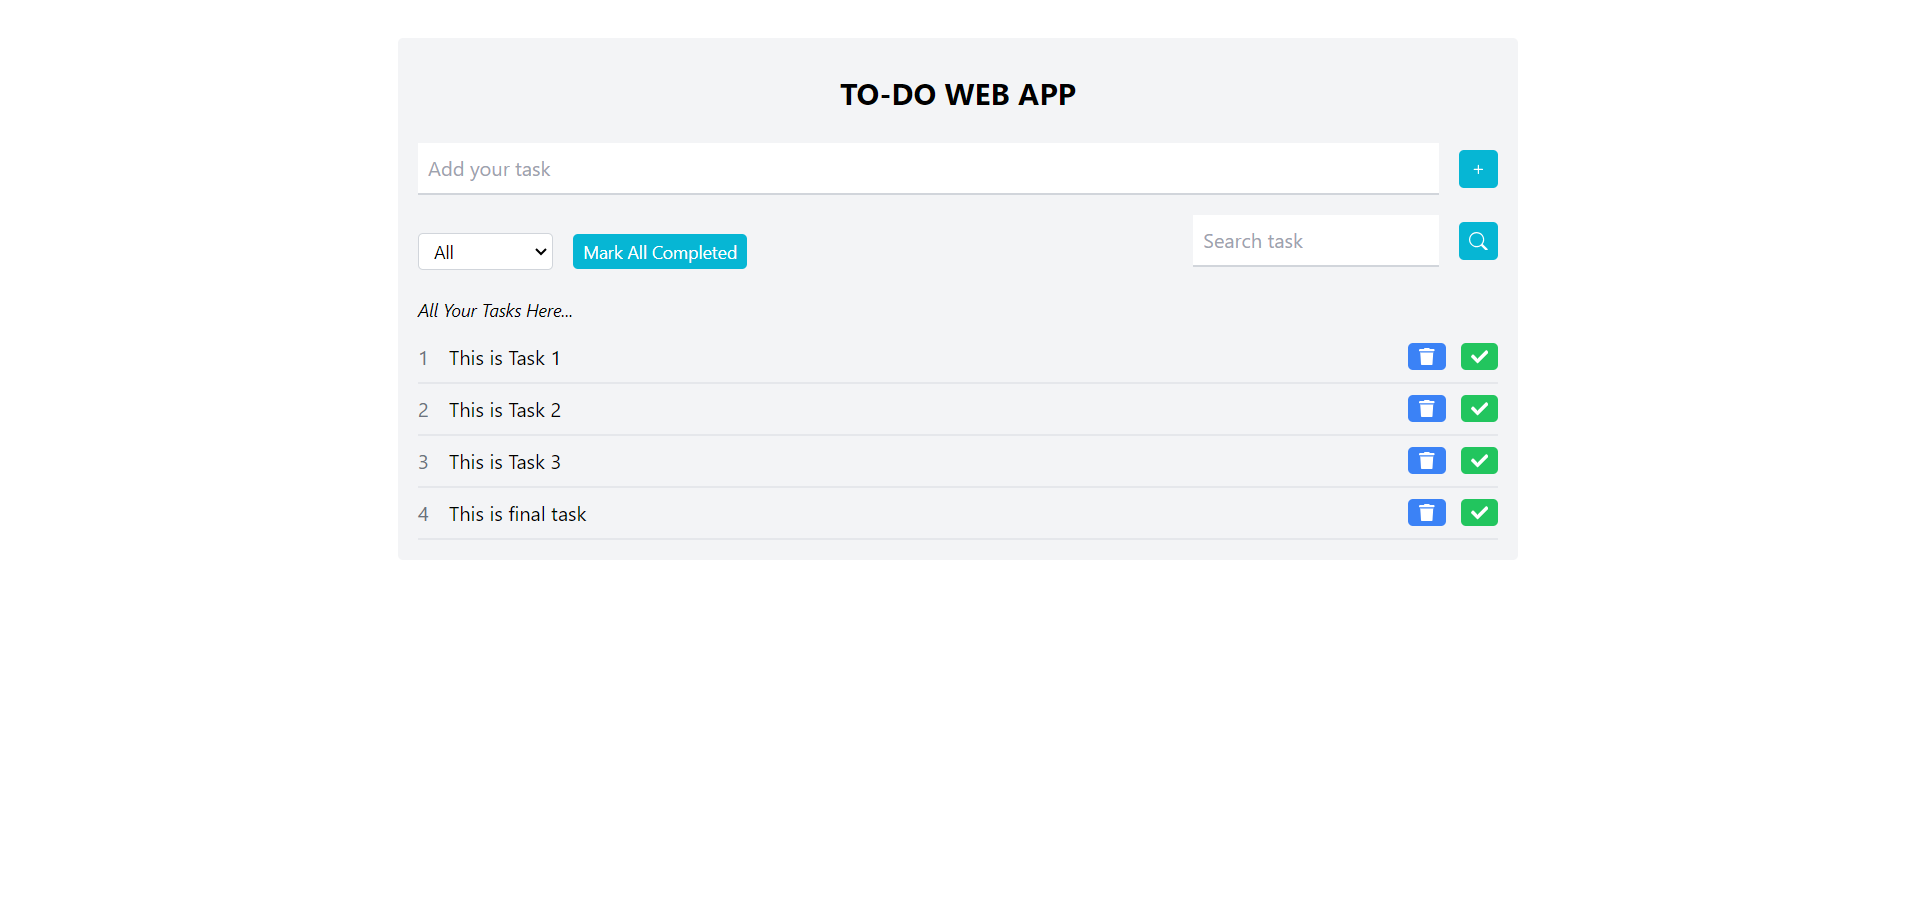 TO-DO WEB APP
Add your task
+
All
Mark All Completed
Search task
All Your Tasks Here...
1 This is Task 1
2 This is Task 2
3 This is Task 3
4 This is final task